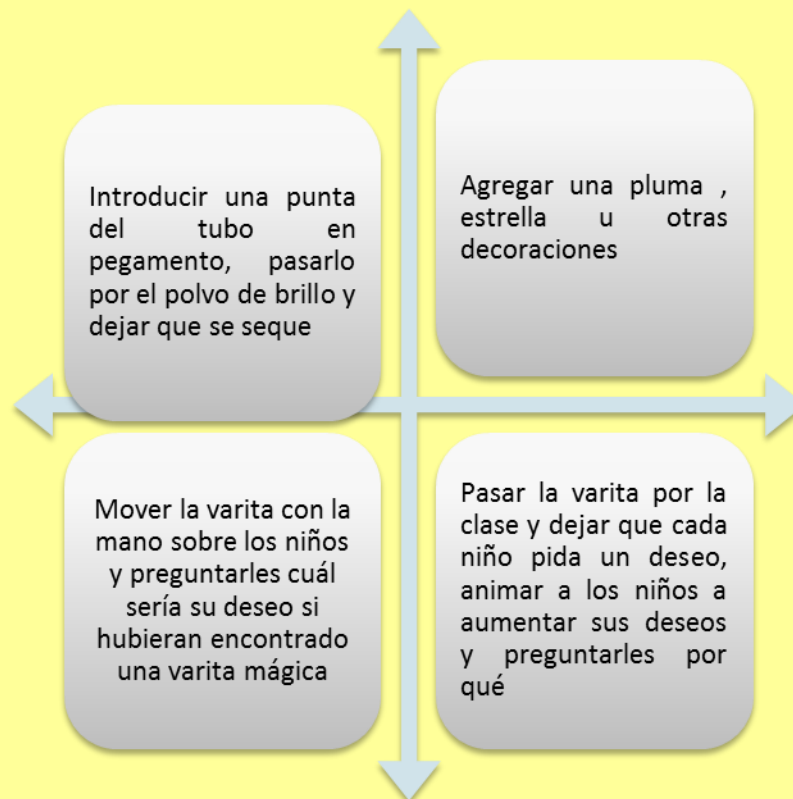 Introducir una punta
del tubo en
pegamento, pasarlo
por el polvo de brillo y
dejar que se seque
Agregar una pluma ,
estrella u otras
decoraciones
Mover la varita con la
mano sobre los niños
y preguntarles cuál
sería su deseo si
hubieran encontrado
una varita mágica
Pasar la varita por la
clase y dejar que cada
niño pida un deseo,
animar a los niños a
aumentar sus deseos
y preguntarles por
qué